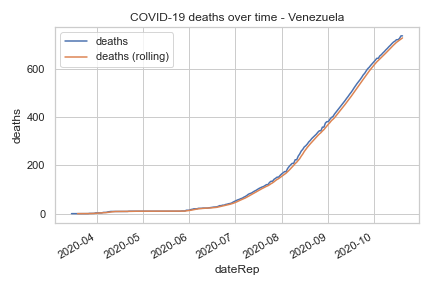 COVID-19 deaths over time - Venezuela
deaths
deaths (rolling)
600
400
200
0
deaths
2020-04
2020-05
2020-06
2020-07
2020-08
2020-09
2020-10
dateRep